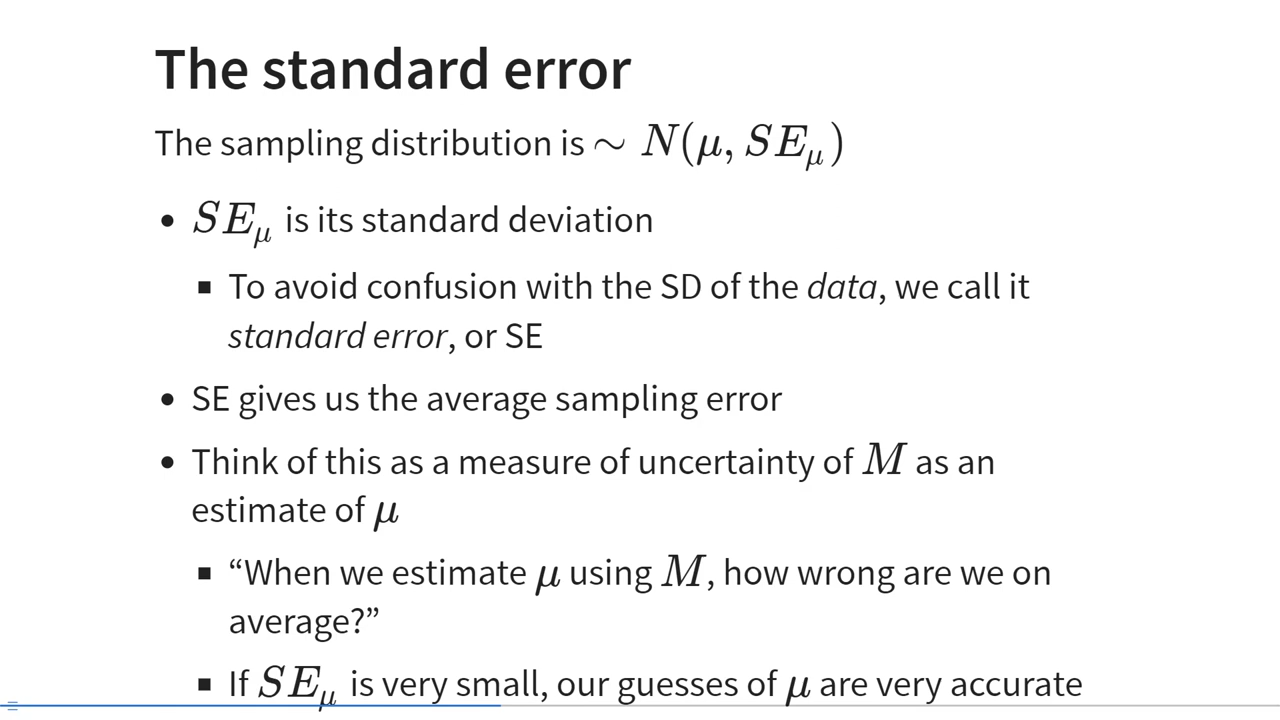 The standard error
The sampling distribution is ∼ N(μ, SE_μ)
• SE_μ is its standard deviation
▪ To avoid confusion with the SD of the data, we call it
standard error, or SE
• SE gives us the average sampling error
• Think of this as a measure of uncertainty of M as an
estimate of μ
▪ “When we estimate μ using M, how wrong are we on
average?”
▪ If SE_μ is very small, our guesses of μ are very accurate